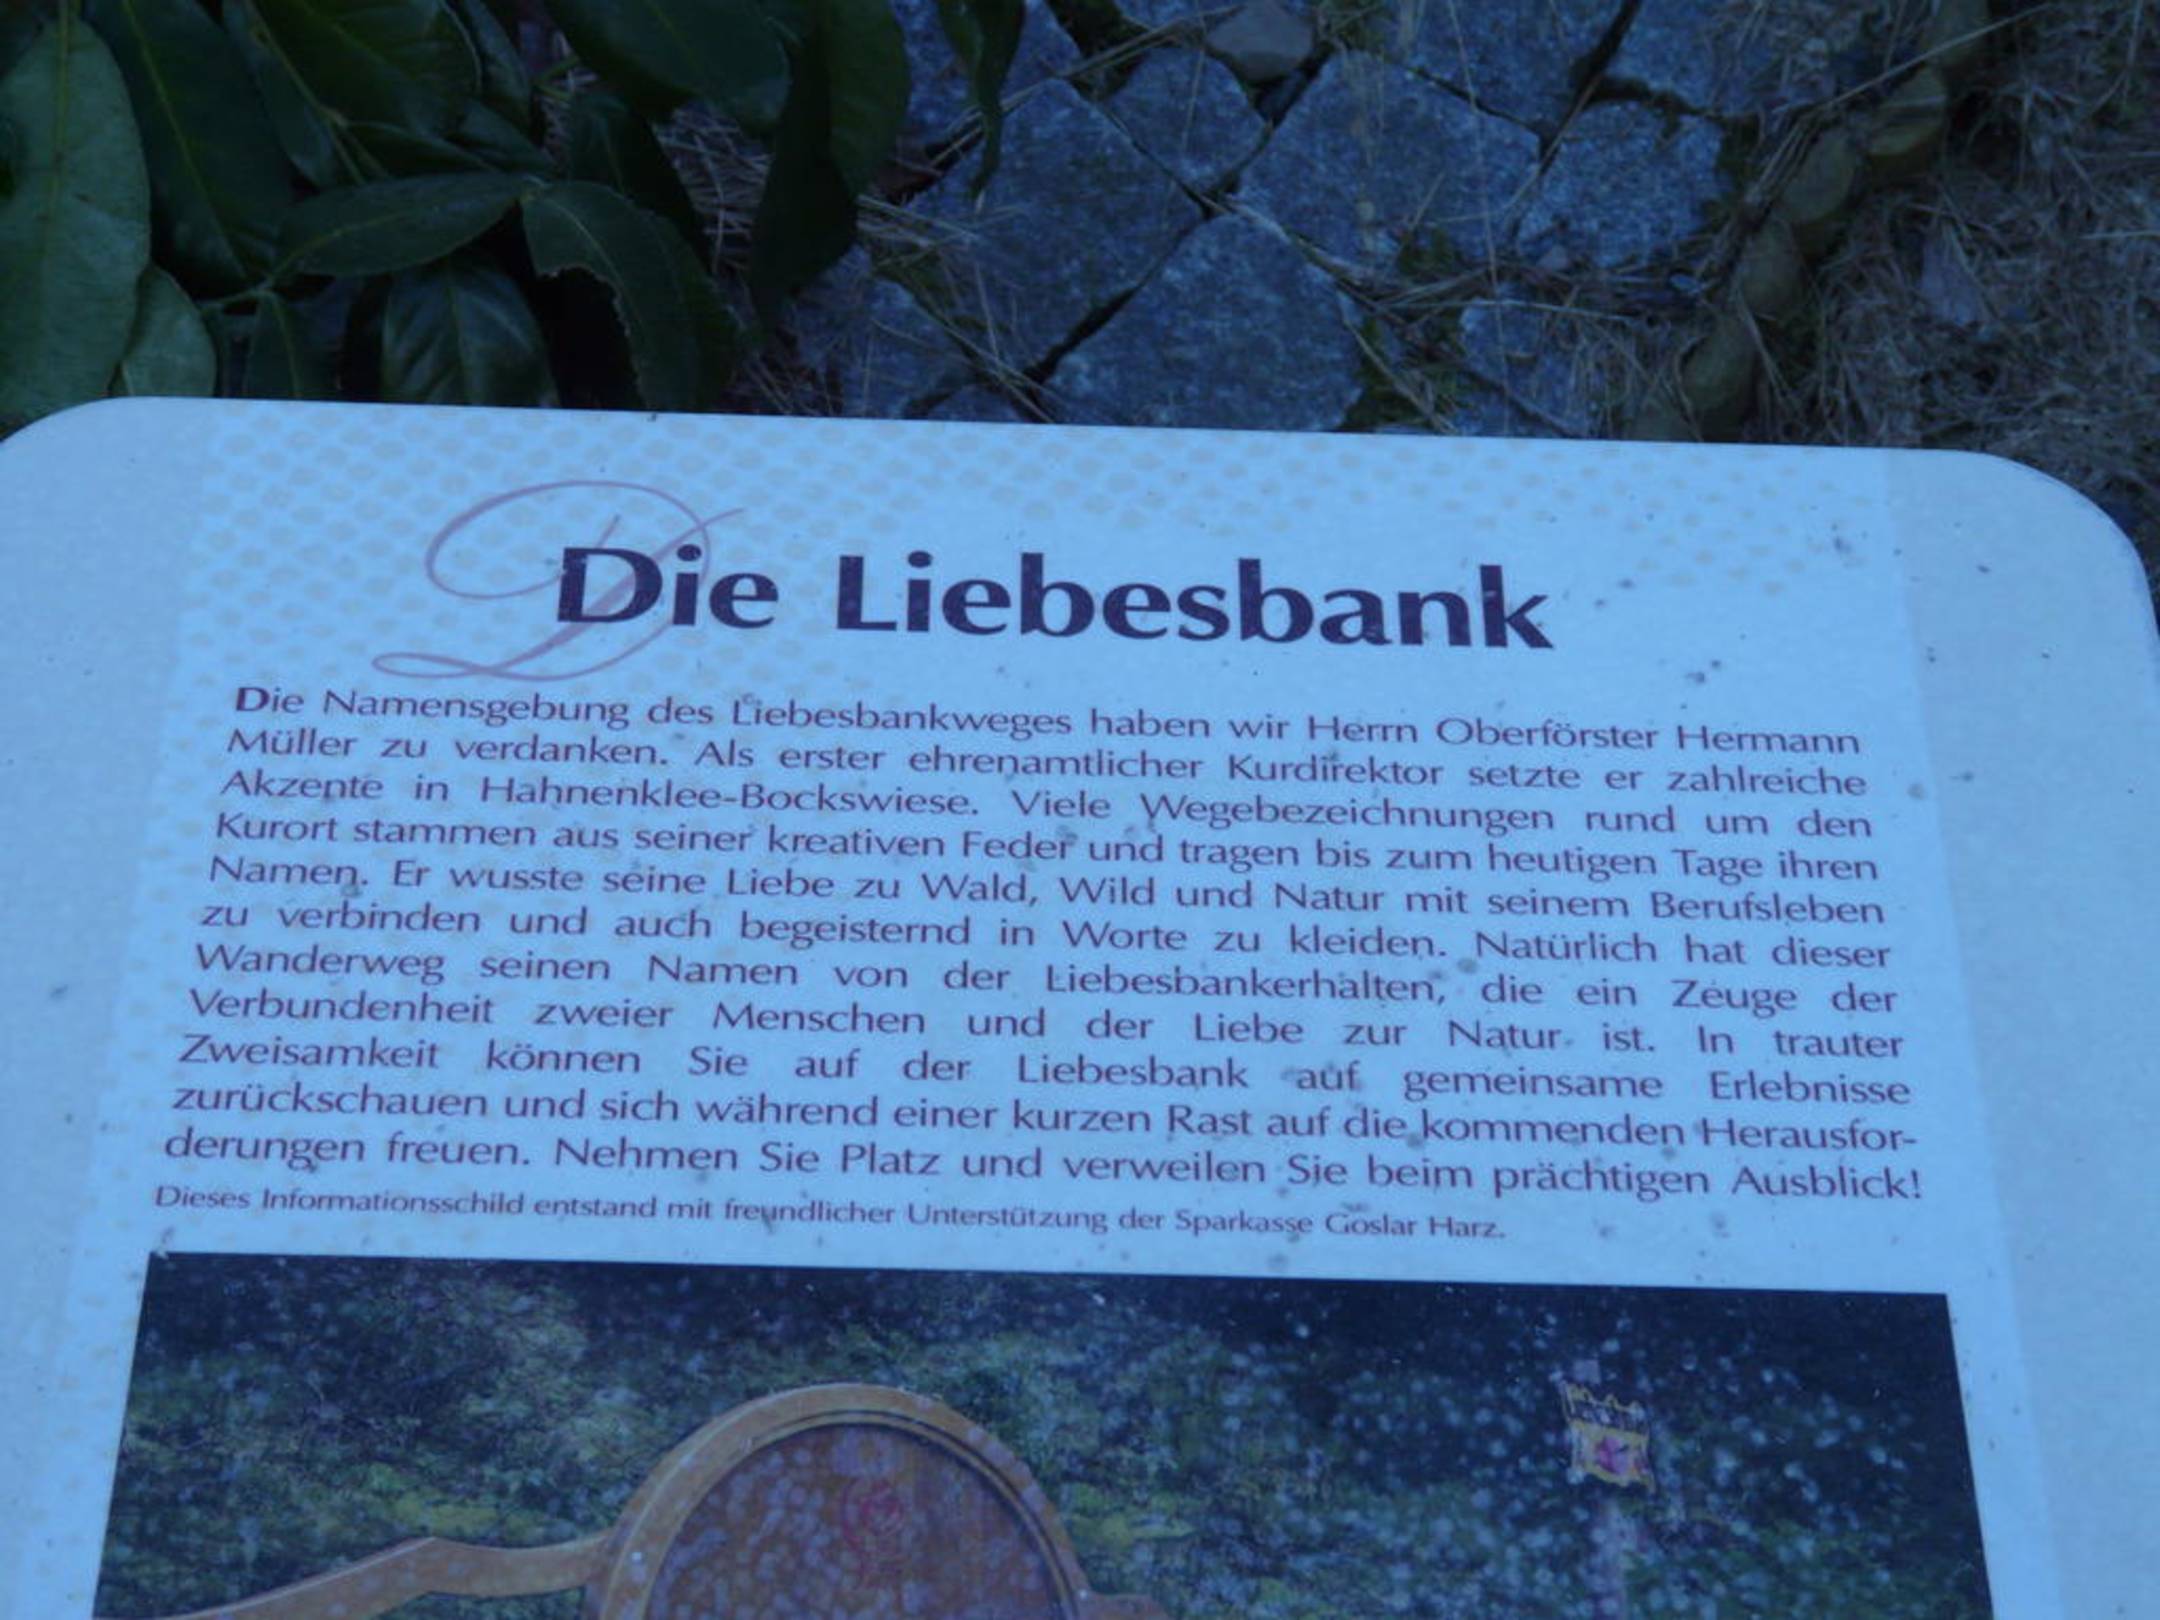 Die Liebesbank
Die Namensgebung des Liebesbankweges haben wir Herrn Oberförster Hermann
Müller zu verdanken. Als erster ehrenamtlicher Kurdirektor setzte er zahlreiche
Akzente in Hahnenklee-Bockswiese. Viele Wegebezeichnungen rund um den
Kurort stammen aus seiner kreativen Feder und tragen bis zum heutigen Tage ihren
Namen. Er wusste seine Liebe zu Wald, Wild und Natur mit seinem Berufsleben
zu verbinden und auch begeisternd in Worte zu kleiden. Natürlich hat dieser
Wanderweg seinen Namen von der Liebesbankerhalten, die ein Zeuge der
Verbundenheit zweier Menschen und der Liebe zur Natur ist. In trauter
Zweisamkeit können Sie auf der Liebesbank auf gemeinsame Erlebnisse
zurückschauen und sich während einer kurzen Rast auf die kommenden Herausfor-
derungen freuen. Nehmen Sie Platz und verweilen Sie beim prächtigen Ausblick!
Dieses Informationsschild entstand mit freundlicher Unterstützung der Sparkasse Goslar Harz.